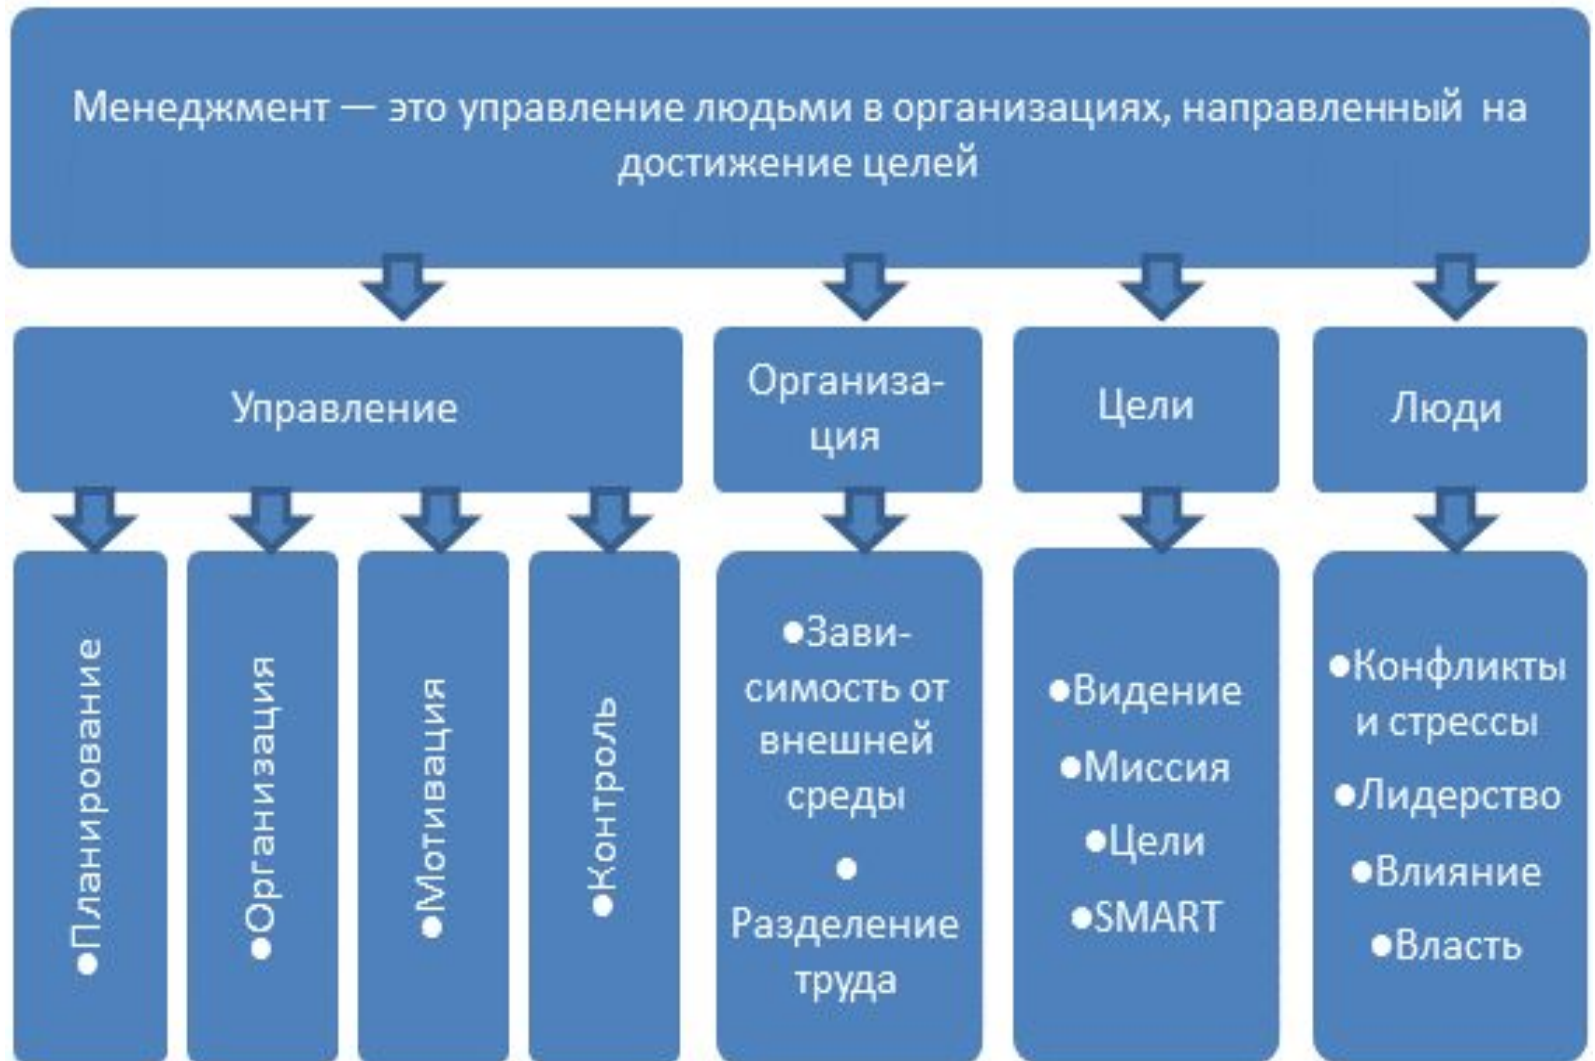 Менеджмент — это управление людьми в организациях, направленный на
достижение целей
Управление
Организа-
ция
Цели
Люди
●Планирование
●Организация
●Мотивация
●Контроль
●Зави-
симость от
внешней
среды
●
Разделение
труда
●Видение
●Миссия
●Цели
●SMART
●Конфликты
и стрессы
●Лидерство
●Влияние
●Власть